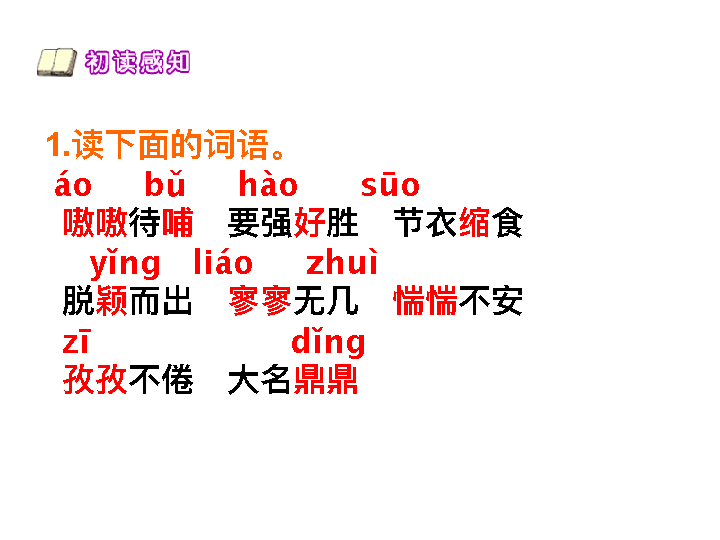 初读感知
1.读下面的词语。
áo bǔ hào sūo
嗷嗷待哺 要强好胜 节衣缩食
yǐng liáo zhuì
脱颖而出 寥寥无几 惴惴不安
zī dǐng
孜孜不倦 大名鼎鼎